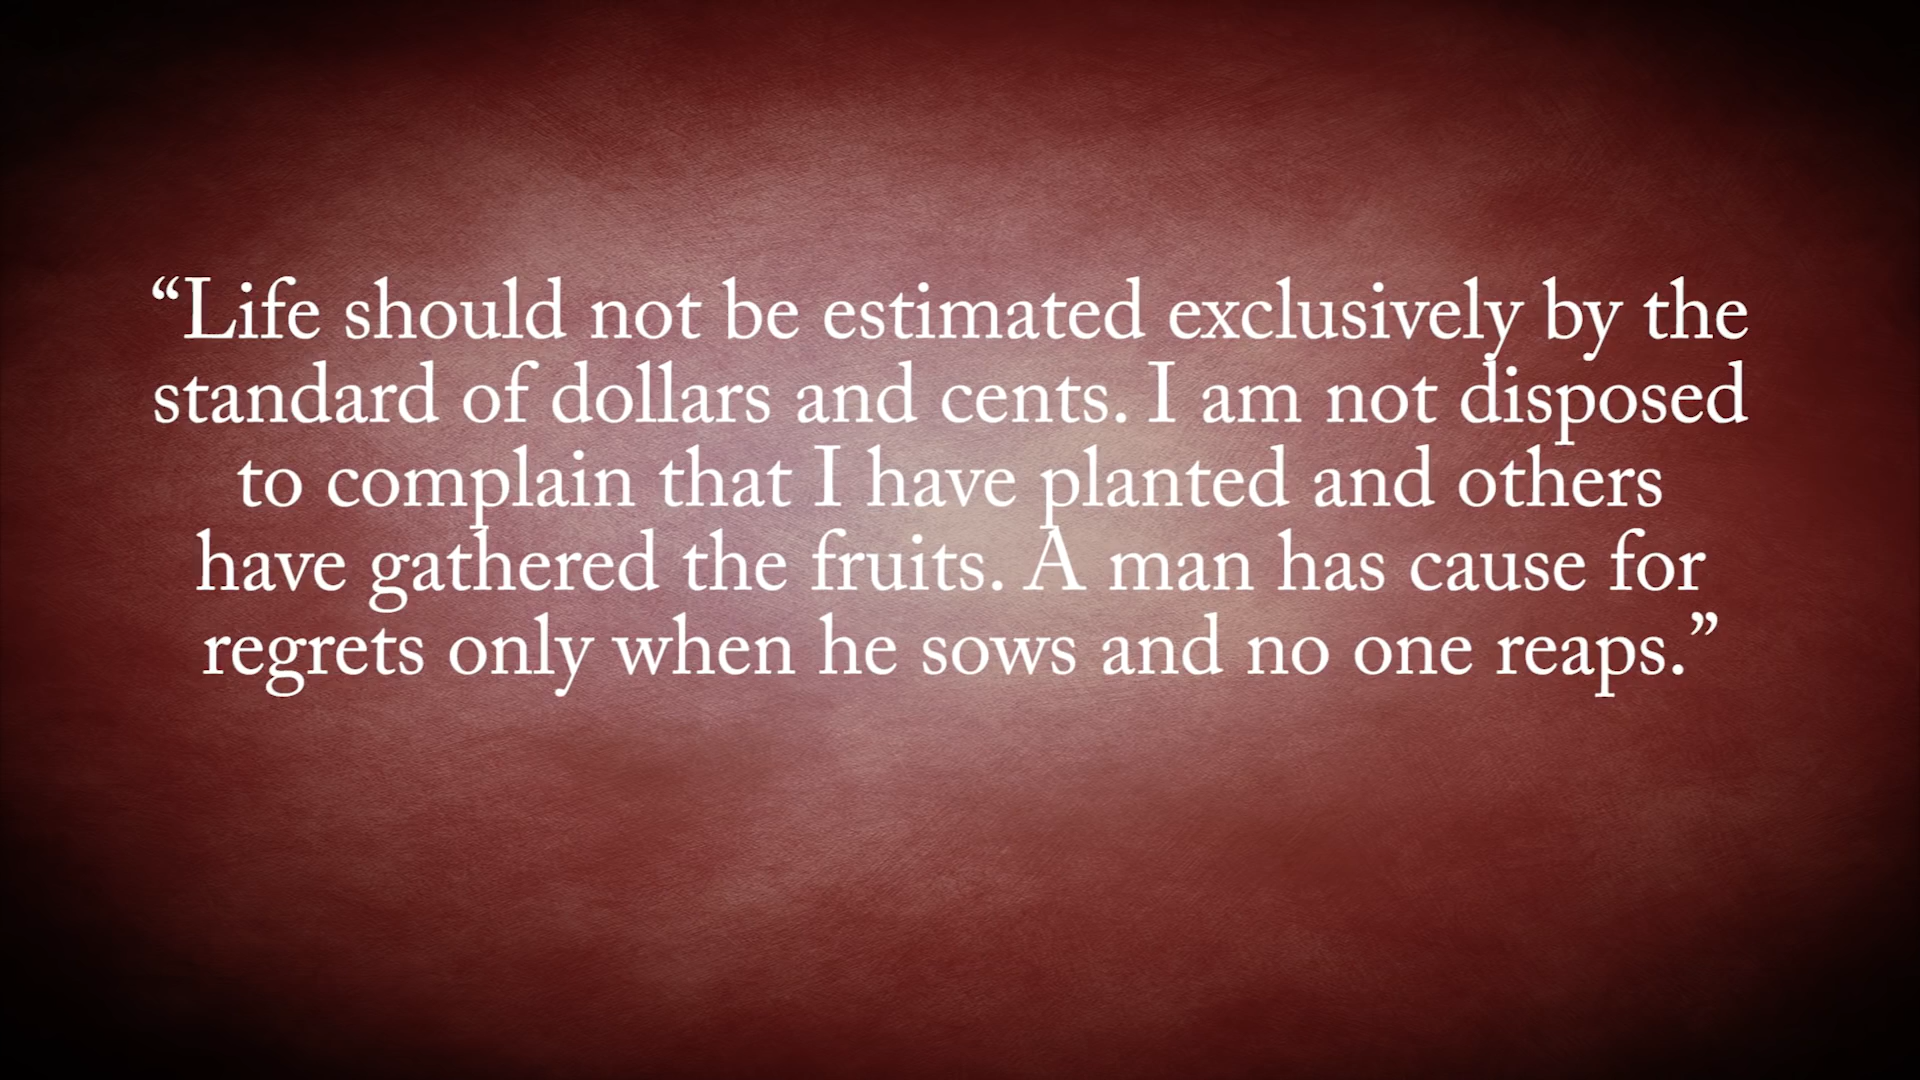 “Life should not be estimated exclusively by the
standard of dollars and cents. I am not disposed
to complain that I have planted and others
have gathered the fruits. A man has cause for
regrets only when he sows and no one reaps.”